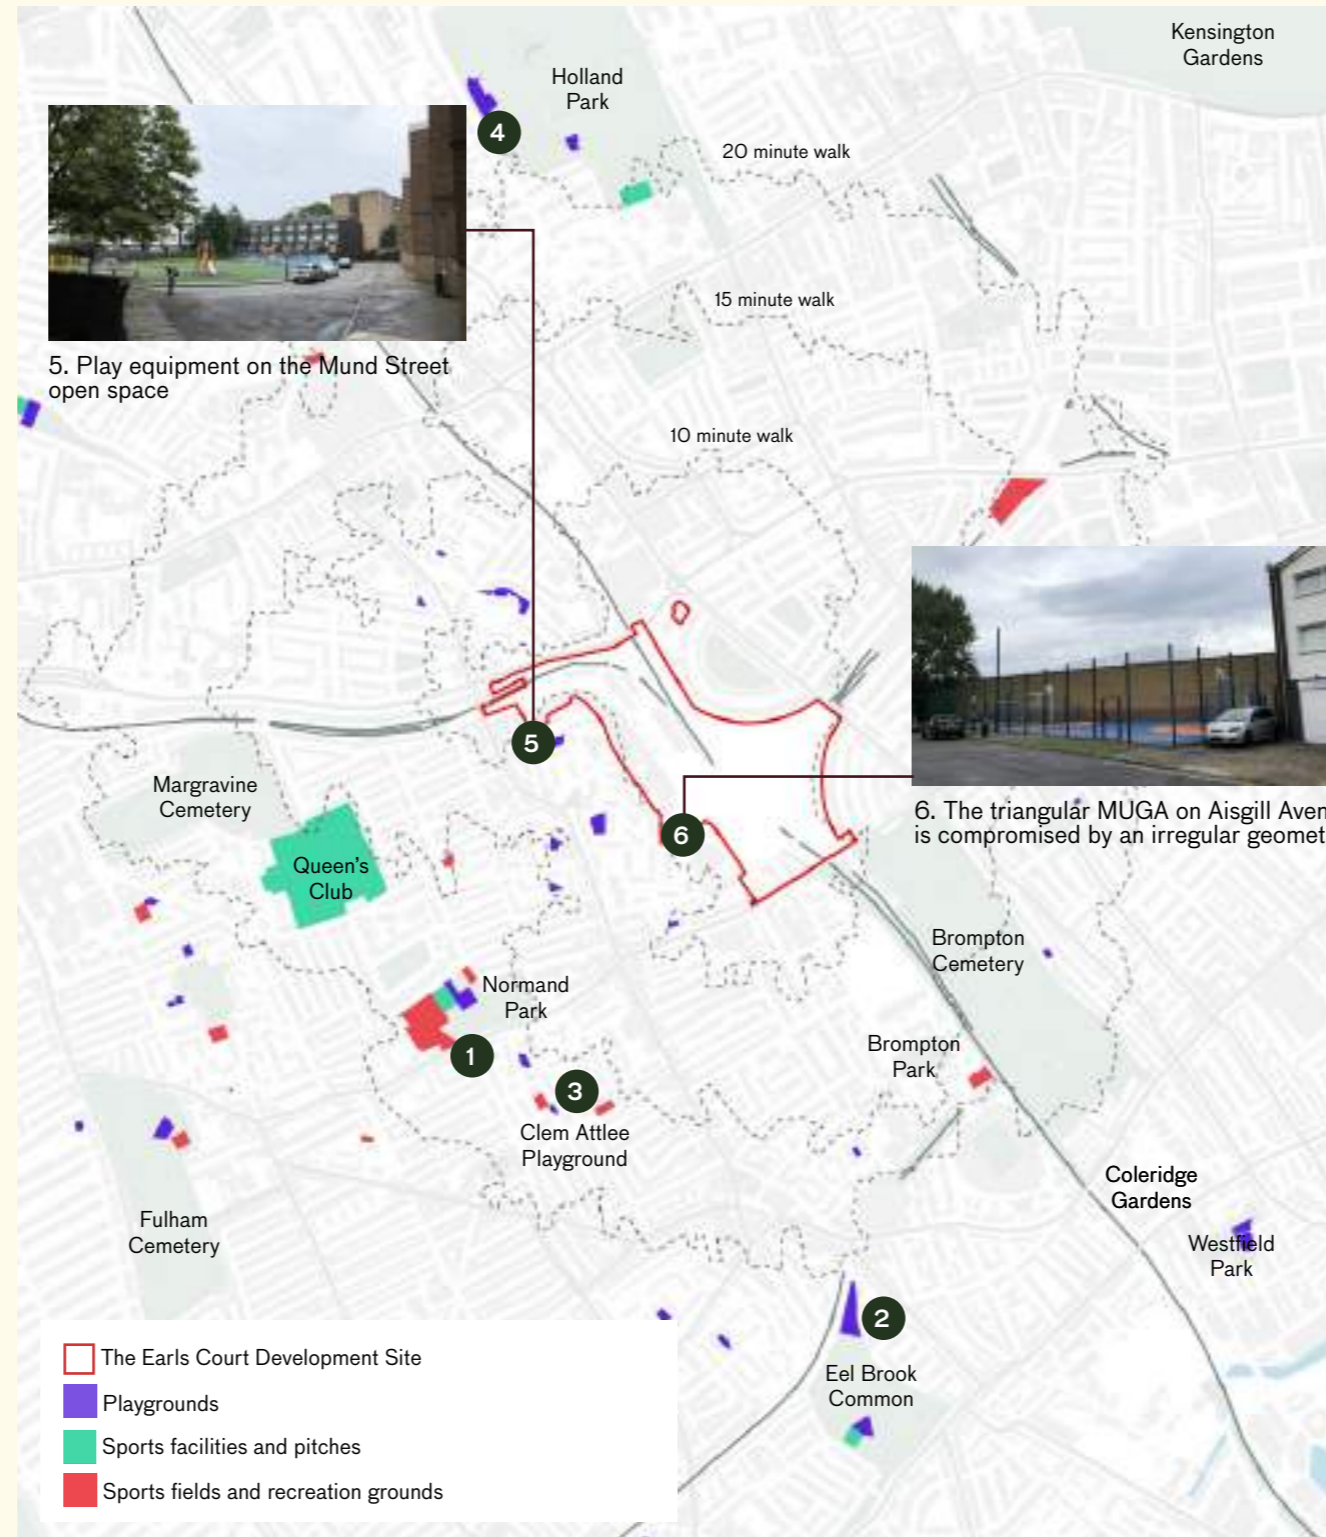 Kensington
Gardens
Holland
Park
4
20 minute walk
15 minute walk
5. Play equipment on the Mund Street
open space
10 minute walk
5
6
6. The triangular MUGA on Aisgill Aven
is compromised by an irregular geomet
Margravine
Cemetery
Queen's
Club
Brompton
Cemetery
Normand
Park
1
Brompton
Park
3
Clem Attlee
Playground
Coleridge
Gardens
Fulham
Cemetery
Westfield
Park
2
Eel Brook
Common
The Earls Court Development Site
Playgrounds
Sports facilities and pitches
Sports fields and recreation grounds